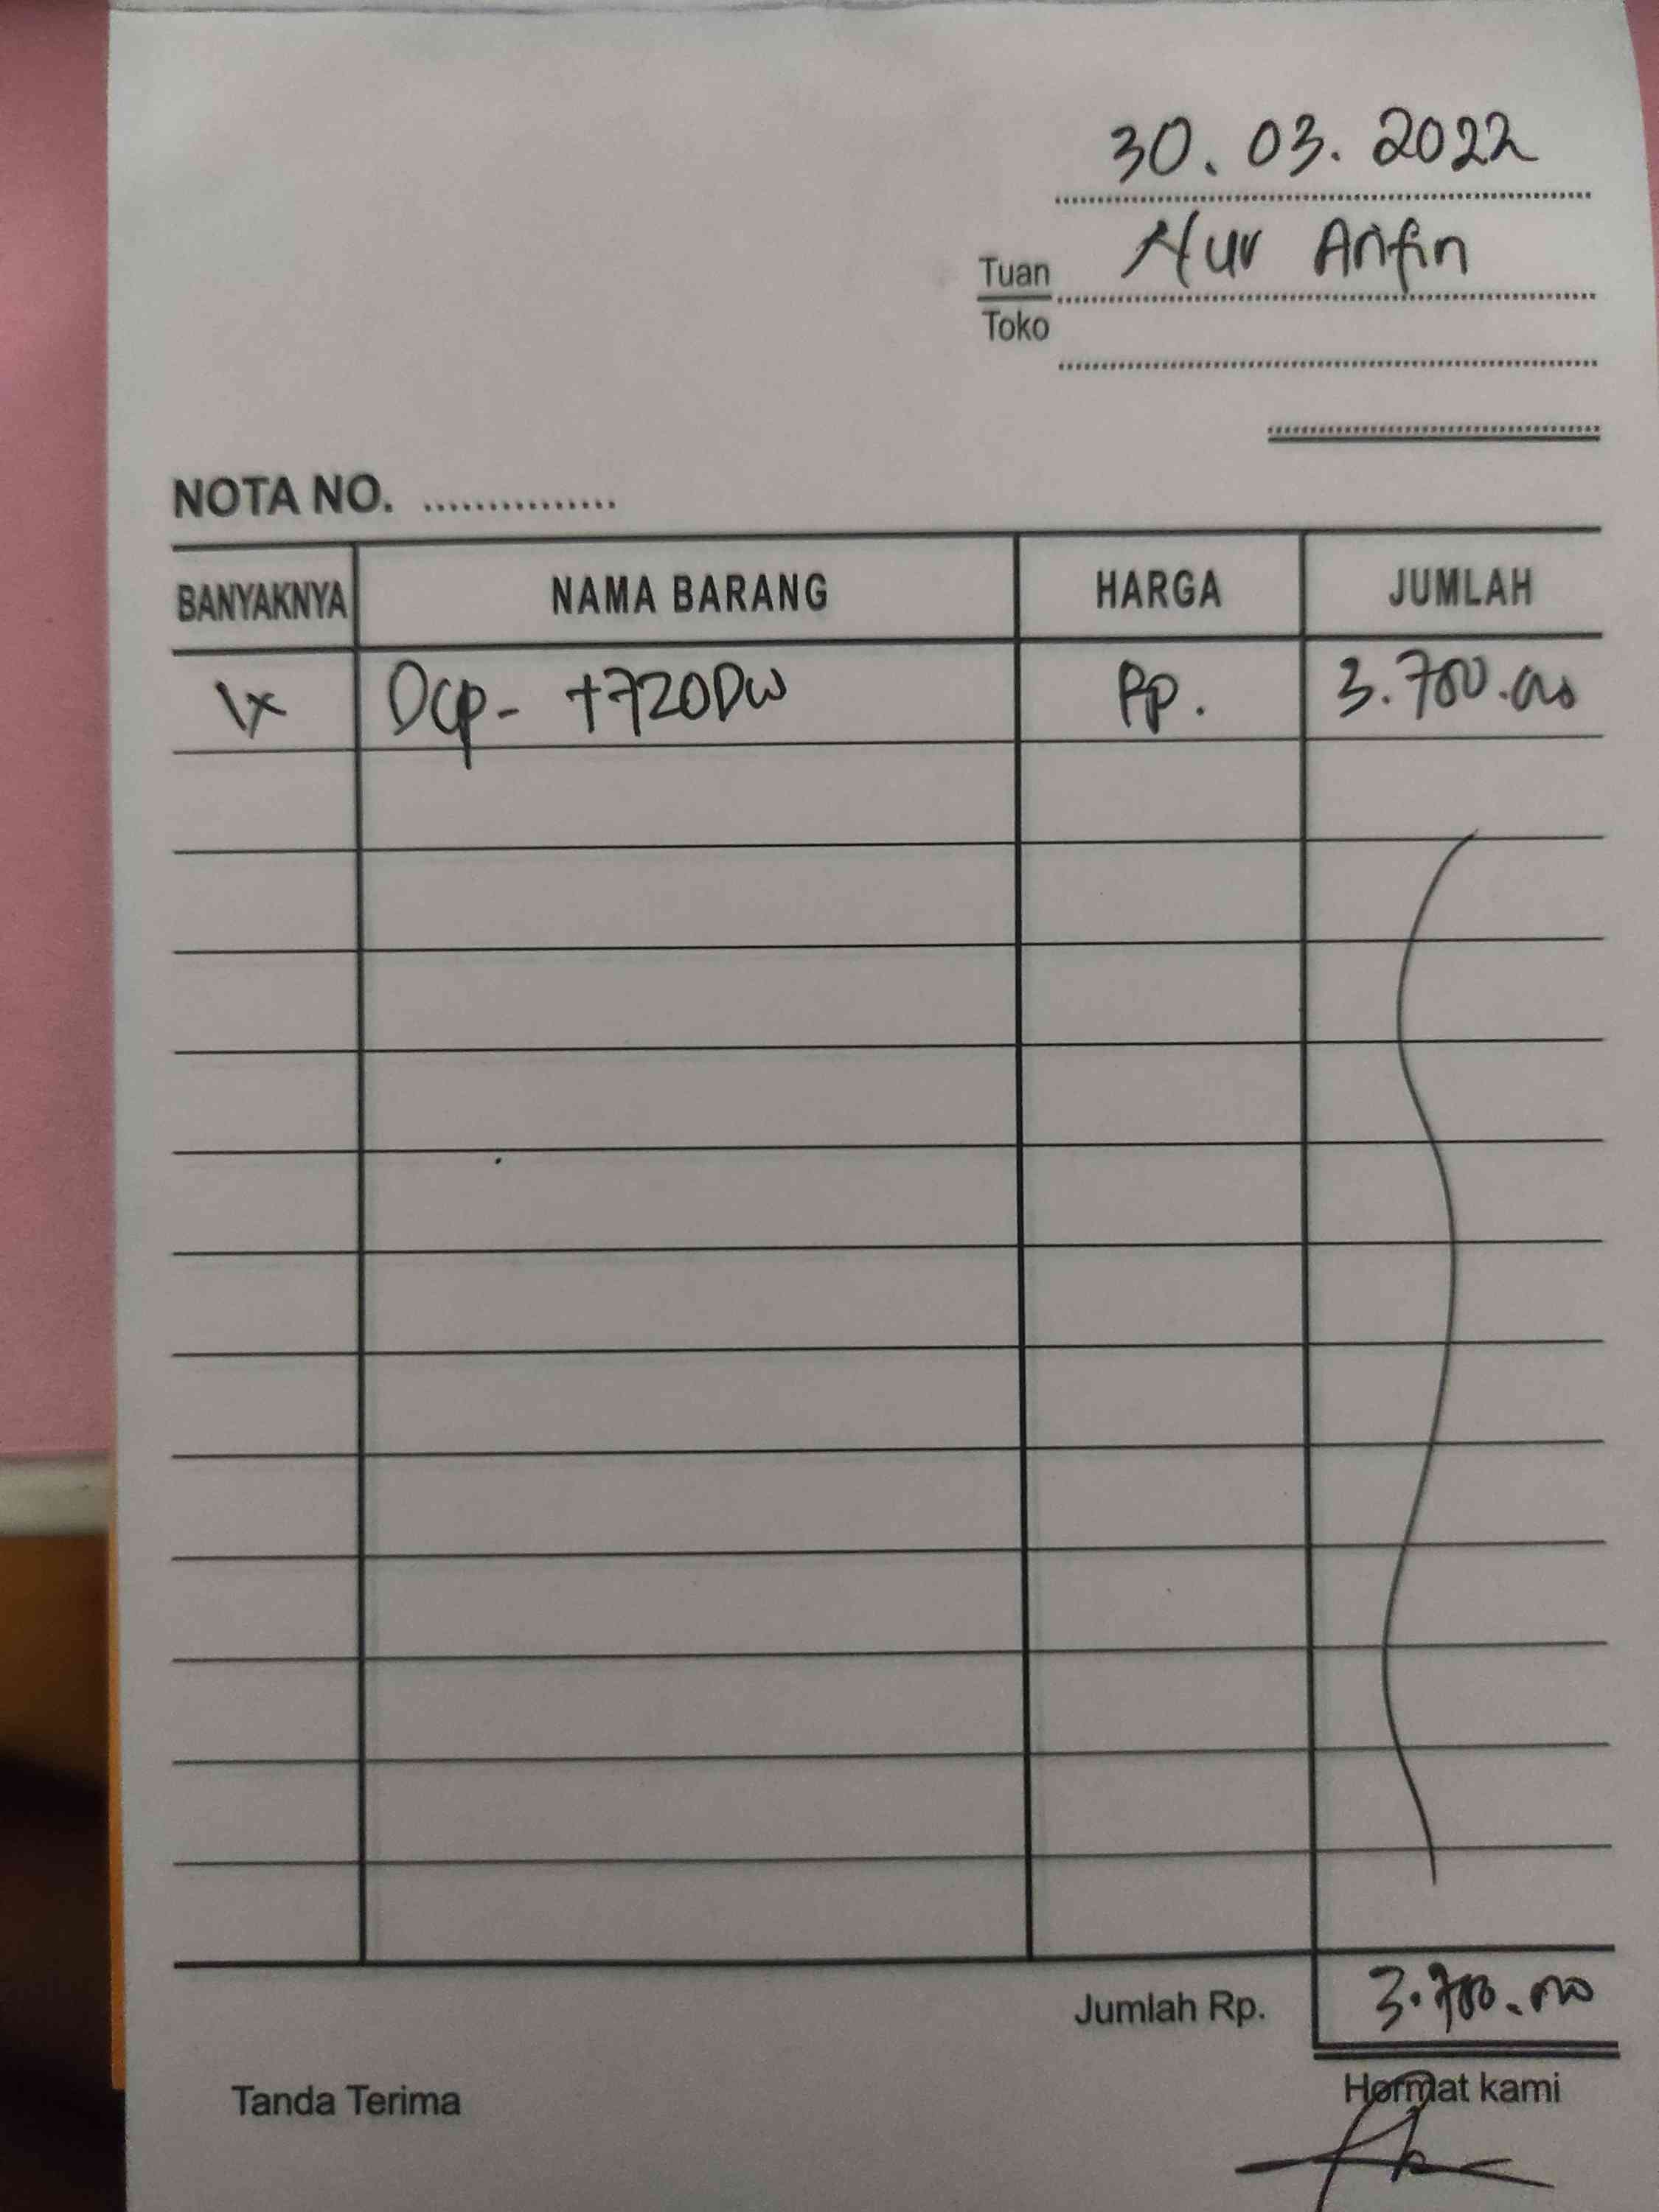 30. 03. 2022
Tuan Nur Arifin
Toko
NOTA NO. ...............
BANYAKNYA NAMA BARANG HARGA JUMLAH
1x Dcp- T720DW Rp. 3.700.000
Jumlah Rp. 3.700.000
Tanda Terima Hormat kami